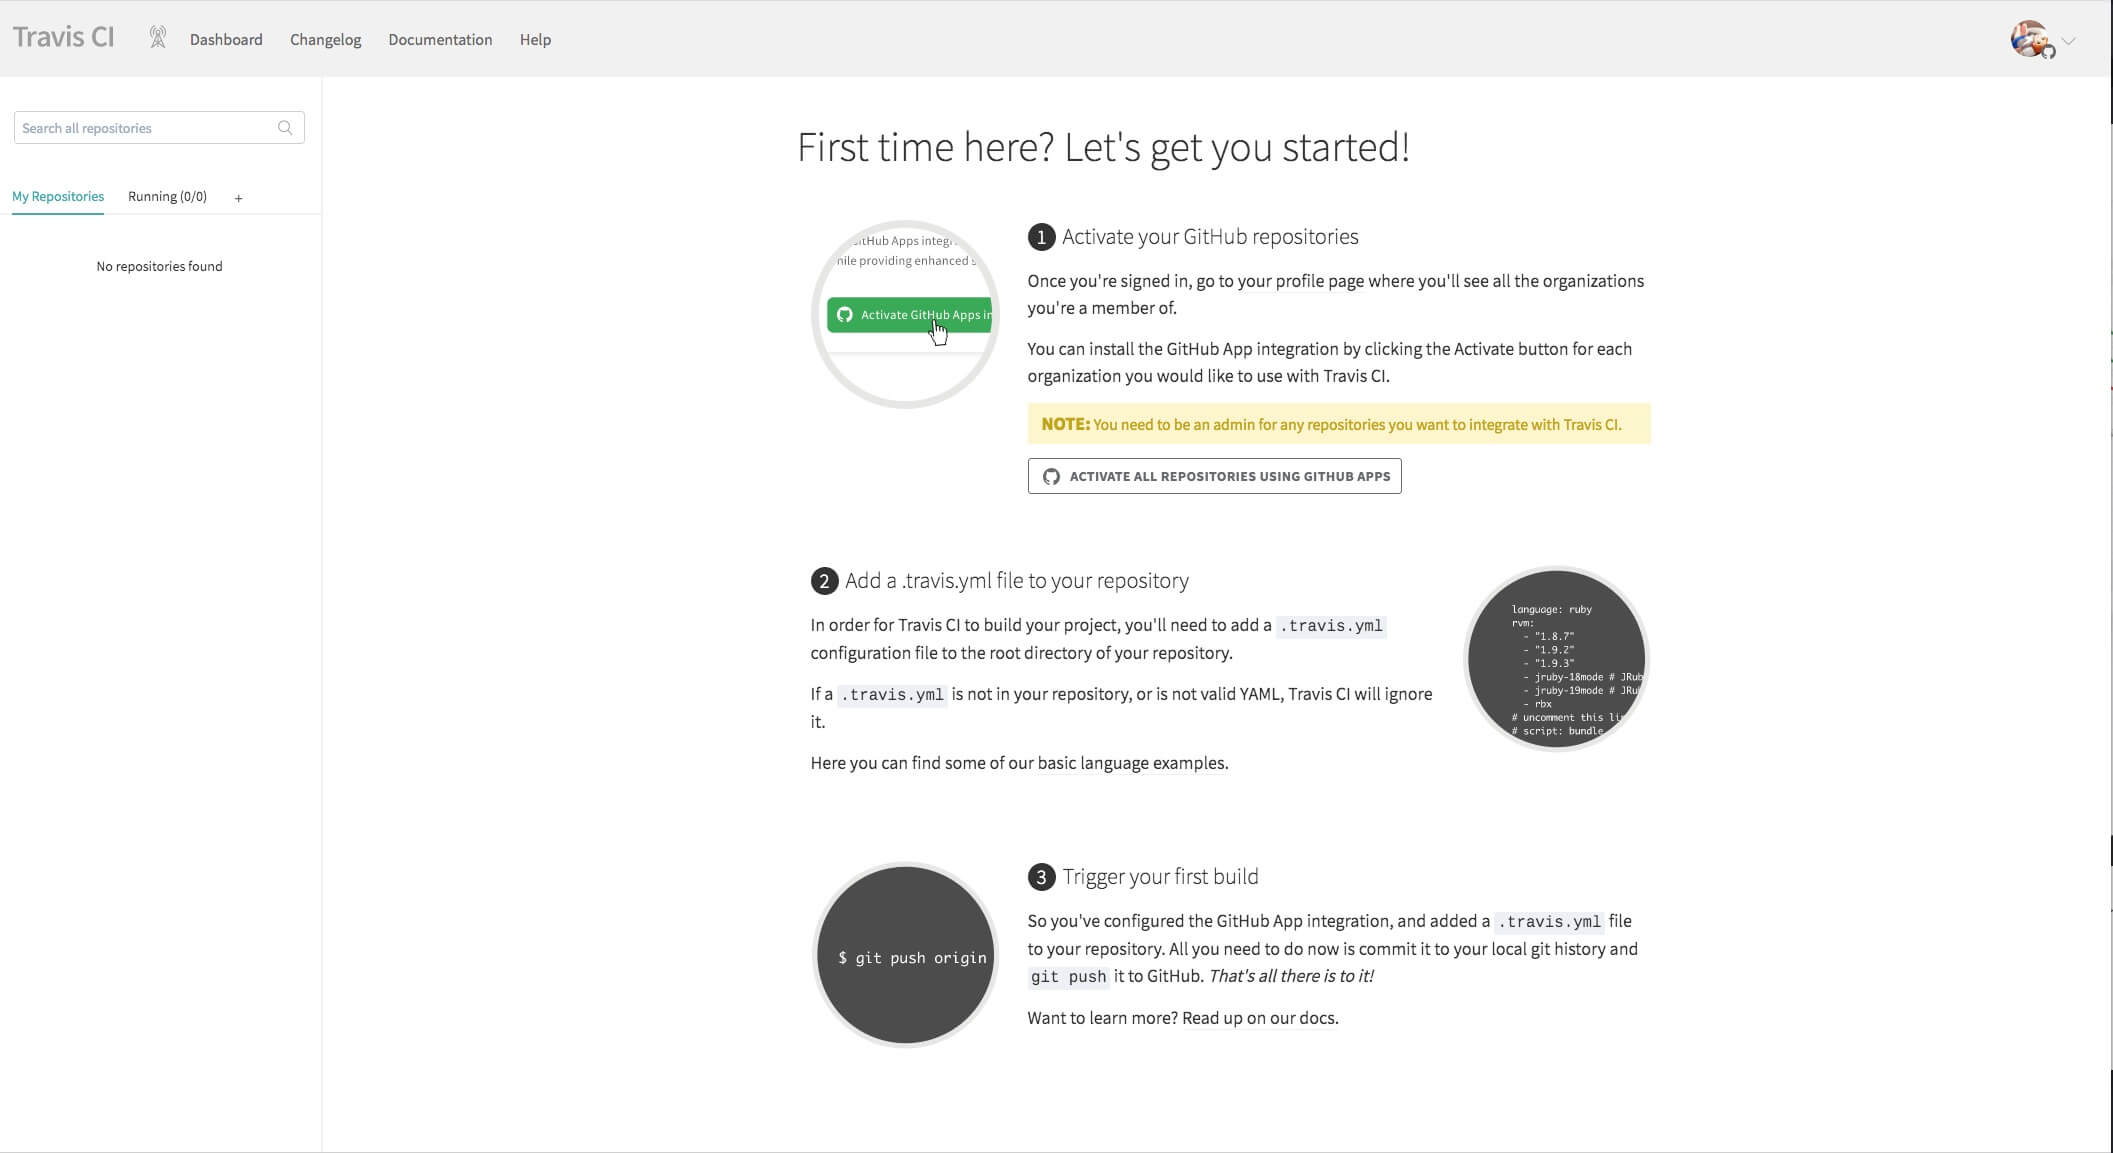 Travis CI
Dashboard
Changelog
Documentation
Help
Search all repositories
My Repositories
Running (0/0)
+
No repositories found
First time here? Let's get you started!
GitHub Apps
while providing enhanced
Activate GitHub Apps in
1 Activate your GitHub repositories
Once you're signed in, go to your profile page where you'll see all the organizations
you're a member of.
You can install the GitHub App integration by clicking the Activate button for each
organization you would like to use with Travis CI.
NOTE: You need to be an admin for any repositories you want to integrate with Travis CI.
ACTIVATE ALL REPOSITORIES USING GITHUB APPS
2 Add a .travis.yml file to your repository
In order for Travis CI to build your project, you'll need to add a .travis.yml
configuration file to the root directory of your repository.
If a .travis.yml is not in your repository, or is not valid YAML, Travis CI will ignore
it.
Here you can find some of our basic language examples.
language: ruby
rvm:
- "1.8.7"
- "1.9.2"
- "1.9.3"
- jruby-18mode # JRub
- jruby-19mode # JRu
- rbx
# uncomment this
# script: bundle
$ git push origin
3 Trigger your first build
So you've configured the GitHub App integration, and added a .travis.yml file
to your repository. All you need to do now is commit it to your local git history and
git push it to GitHub. That's all there is to it!
Want to learn more? Read up on our docs.